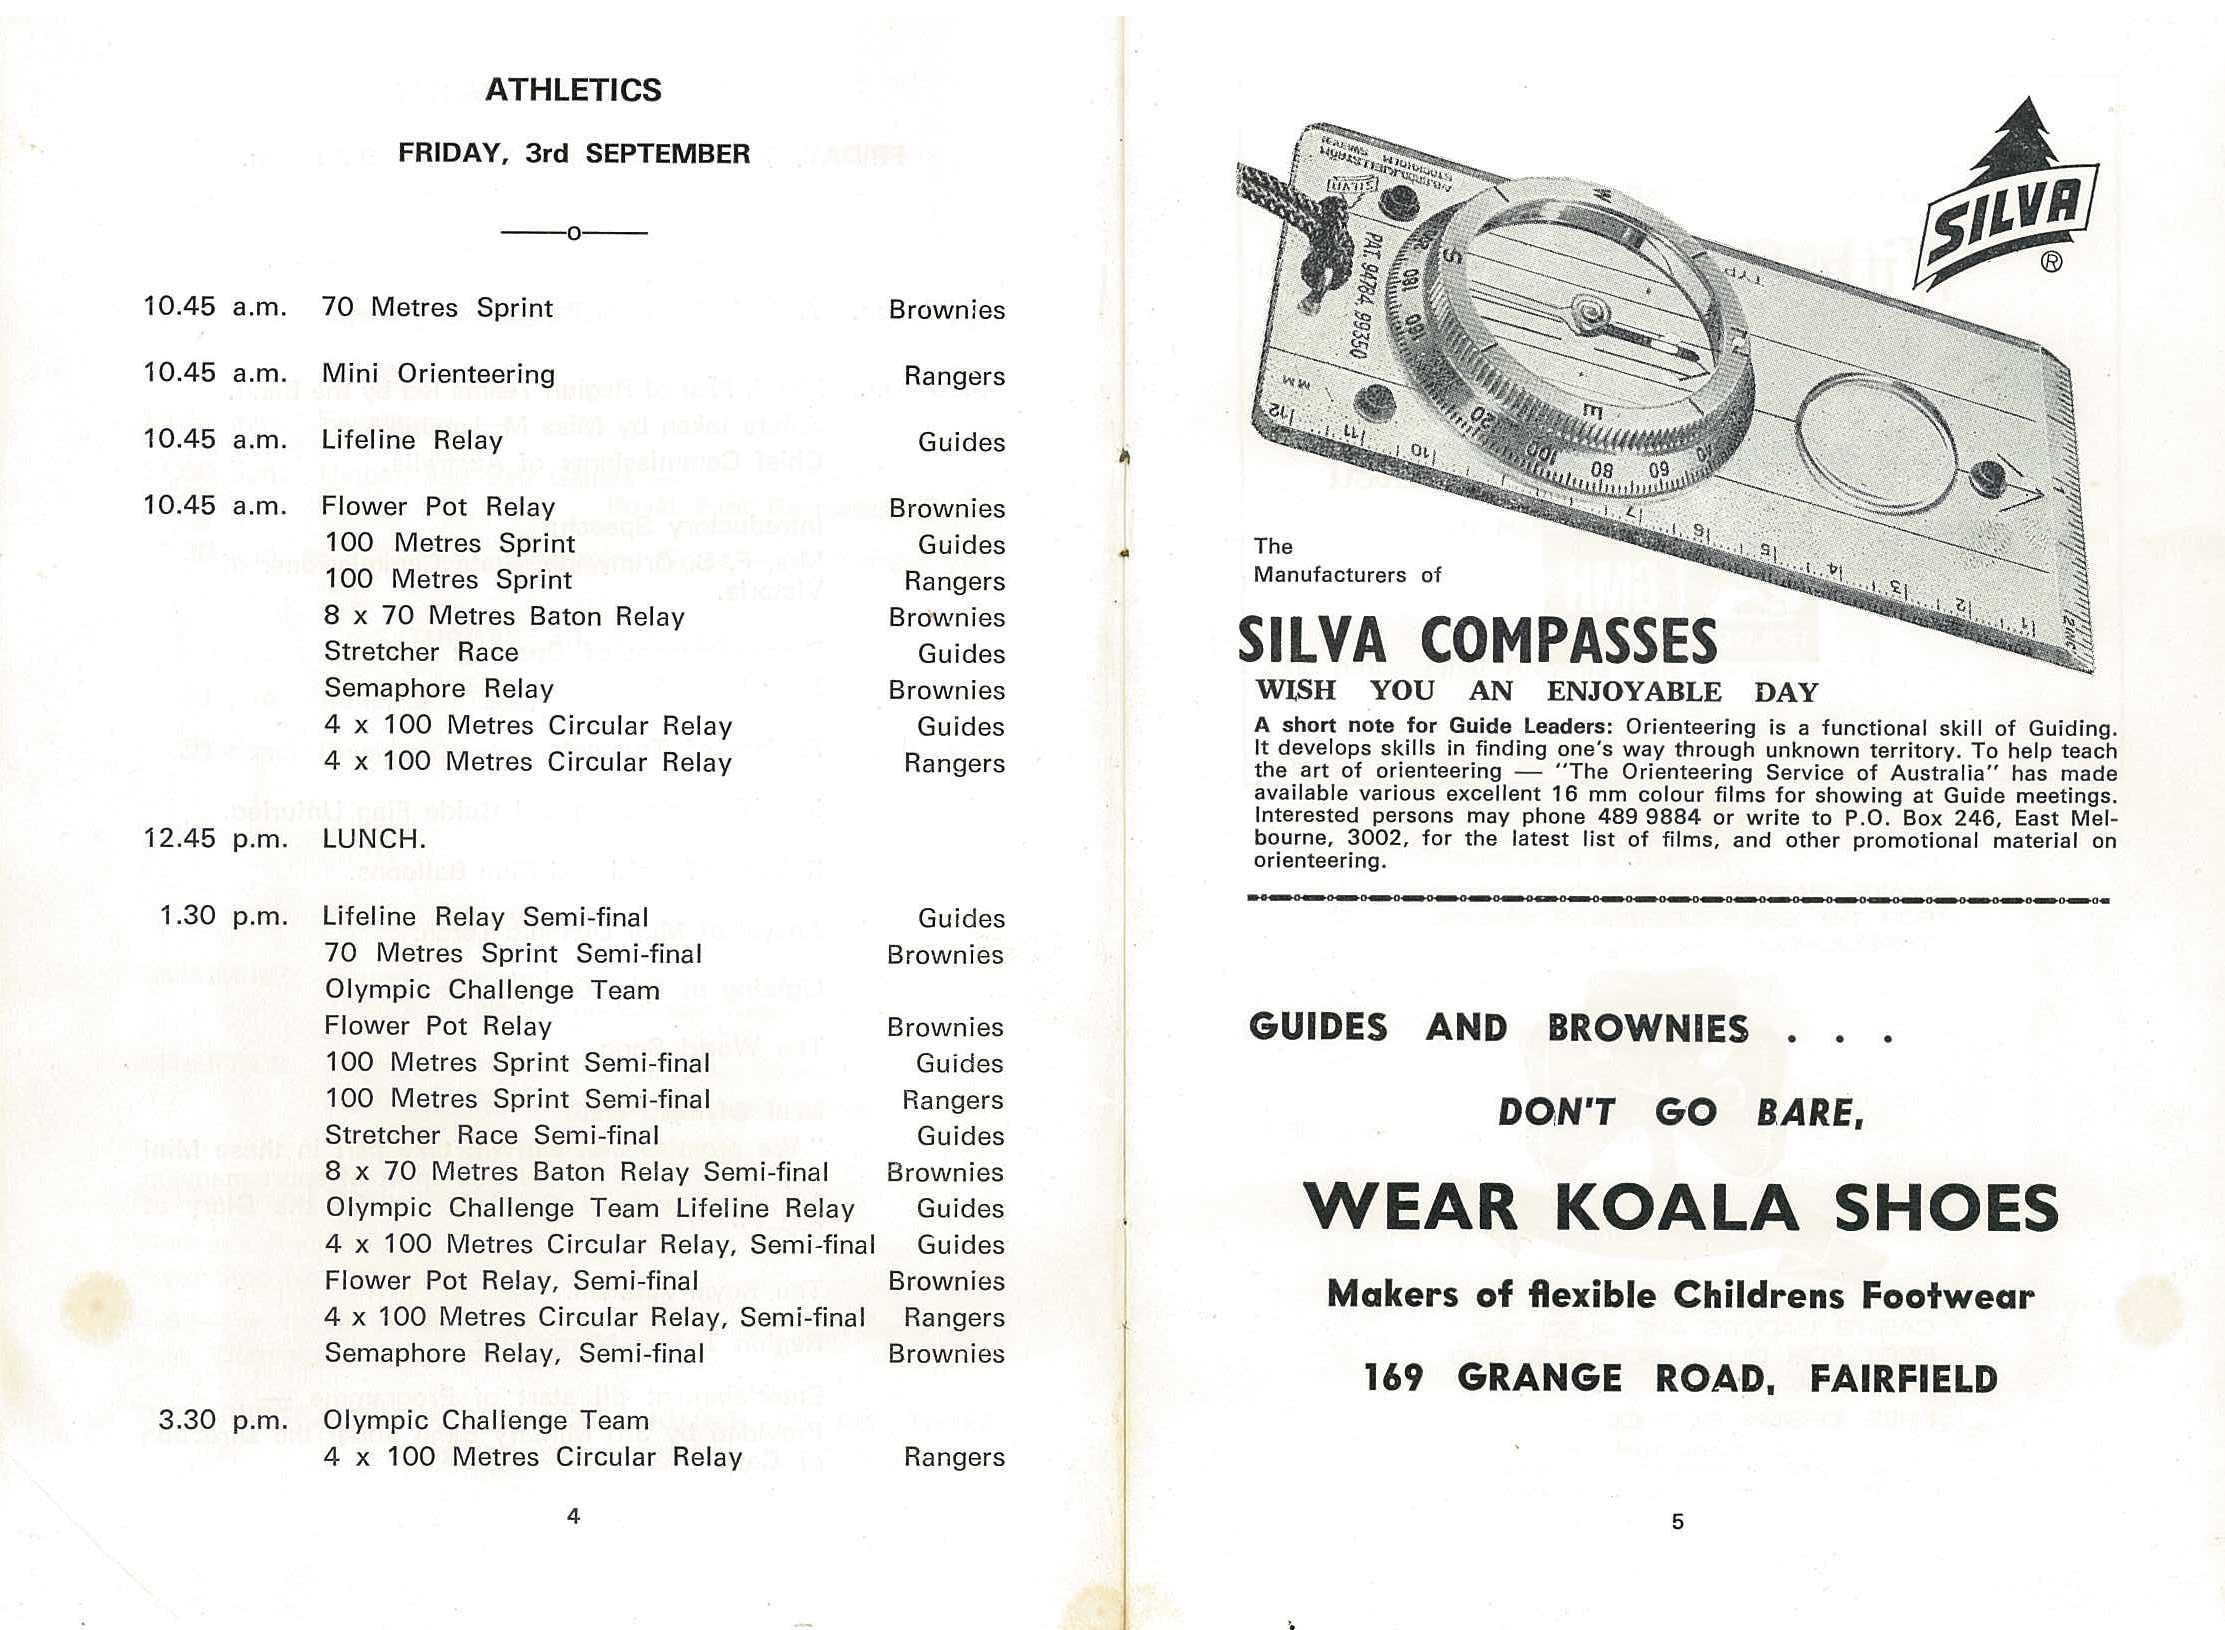 ATHLETICS
FRIDAY, 3rd SEPTEMBER
10.45 a.m. 70 Metres Sprint Brownies
10.45 a.m. Mini Orienteering Rangers
10.45 a.m. Lifeline Relay Guides
10.45 a.m. Flower Pot Relay Brownies
100 Metres Sprint Guides
100 Metres Sprint Rangers
8 x 70 Metres Baton Relay Brownies
Stretcher Race Guides
Semaphore Relay Brownies
4 x 100 Metres Circular Relay Guides
4 x 100 Metres Circular Relay Rangers
12.45 p.m. LUNCH.
1.30 p.m. Lifeline Relay Semi-final Guides
70 Metres Sprint Semi-final Brownies
Olympic Challenge Team
Flower Pot Relay Brownies
100 Metres Sprint Semi-final Guides
100 Metres Sprint Semi-final Rangers
Stretcher Race Semi-final Guides
8 x 70 Metres Baton Relay Semi-final Brownies
Olympic Challenge Team Lifeline Relay Guides
4 x 100 Metres Circular Relay, Semi-final Guides
Flower Pot Relay, Semi-final Brownies
4 x 100 Metres Circular Relay, Semi-final Rangers
Semaphore Relay, Semi-final Brownies
3.30 p.m. Olympic Challenge Team
4 x 100 Metres Circular Relay Rangers
4
SILVA
®
SILVA
PAT. 94764, 99350
MM
The
Manufacturers of
SILVA COMPASSES
WISH YOU AN ENJOYABLE DAY
A short note for Guide Leaders: Orienteering is a functional skill of Guiding.
It develops skills in finding one's way through unknown territory. To help teach
the art of orienteering — "The Orienteering Service of Australia" has made
available various excellent 16 mm colour films for showing at Guide meetings.
Interested persons may phone 489 9884 or write to P.O. Box 246, East Mel-
bourne, 3002, for the latest list of films, and other promotional material on
orienteering.
GUIDES AND BROWNIES . . .
DON'T GO BARE,
WEAR KOALA SHOES
Makers of flexible Childrens Footwear
169 GRANGE ROAD, FAIRFIELD
5